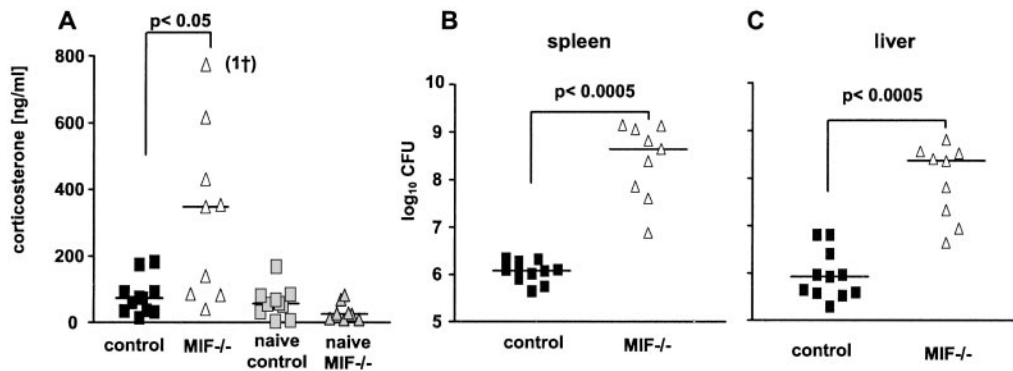 A
p< 0.05
(1†)
corticosterone [ng/ml]
800
600
400
200
0
control
MIF-/-
naive
control
naive
MIF-/-
B
spleen
p< 0.0005
log₁₀ CFU
10
9
8
7
6
5
control
MIF-/-
C
liver
p< 0.0005
control
MIF-/-